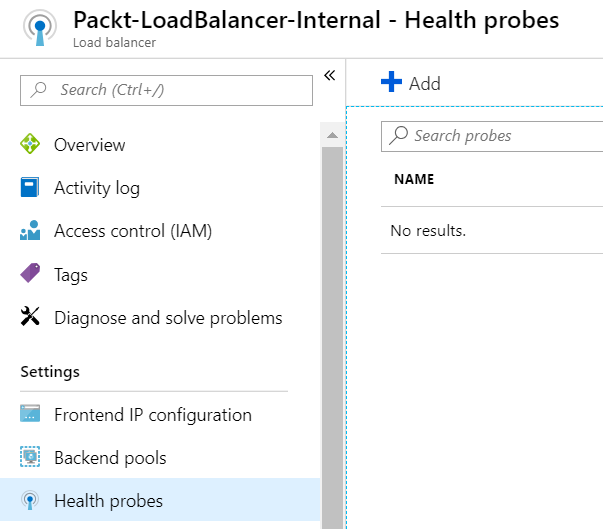 Packt-LoadBalancer-Internal - Health probes
Load balancer
Search (Ctrl+/)
Overview
Activity log
Access control (IAM)
Tags
Diagnose and solve problems
Settings
Frontend IP configuration
Backend pools
Health probes
Add
Search probes
NAME
No results.